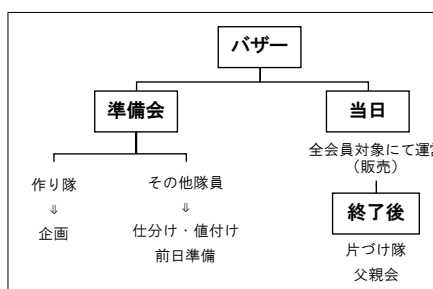 バザー
準備会
作り隊
⇓
企画
その他隊員
⇓
仕分け・値付け
前日準備
当日
全会員対象にて運営
（販売）
終了後
片づけ隊
父親会